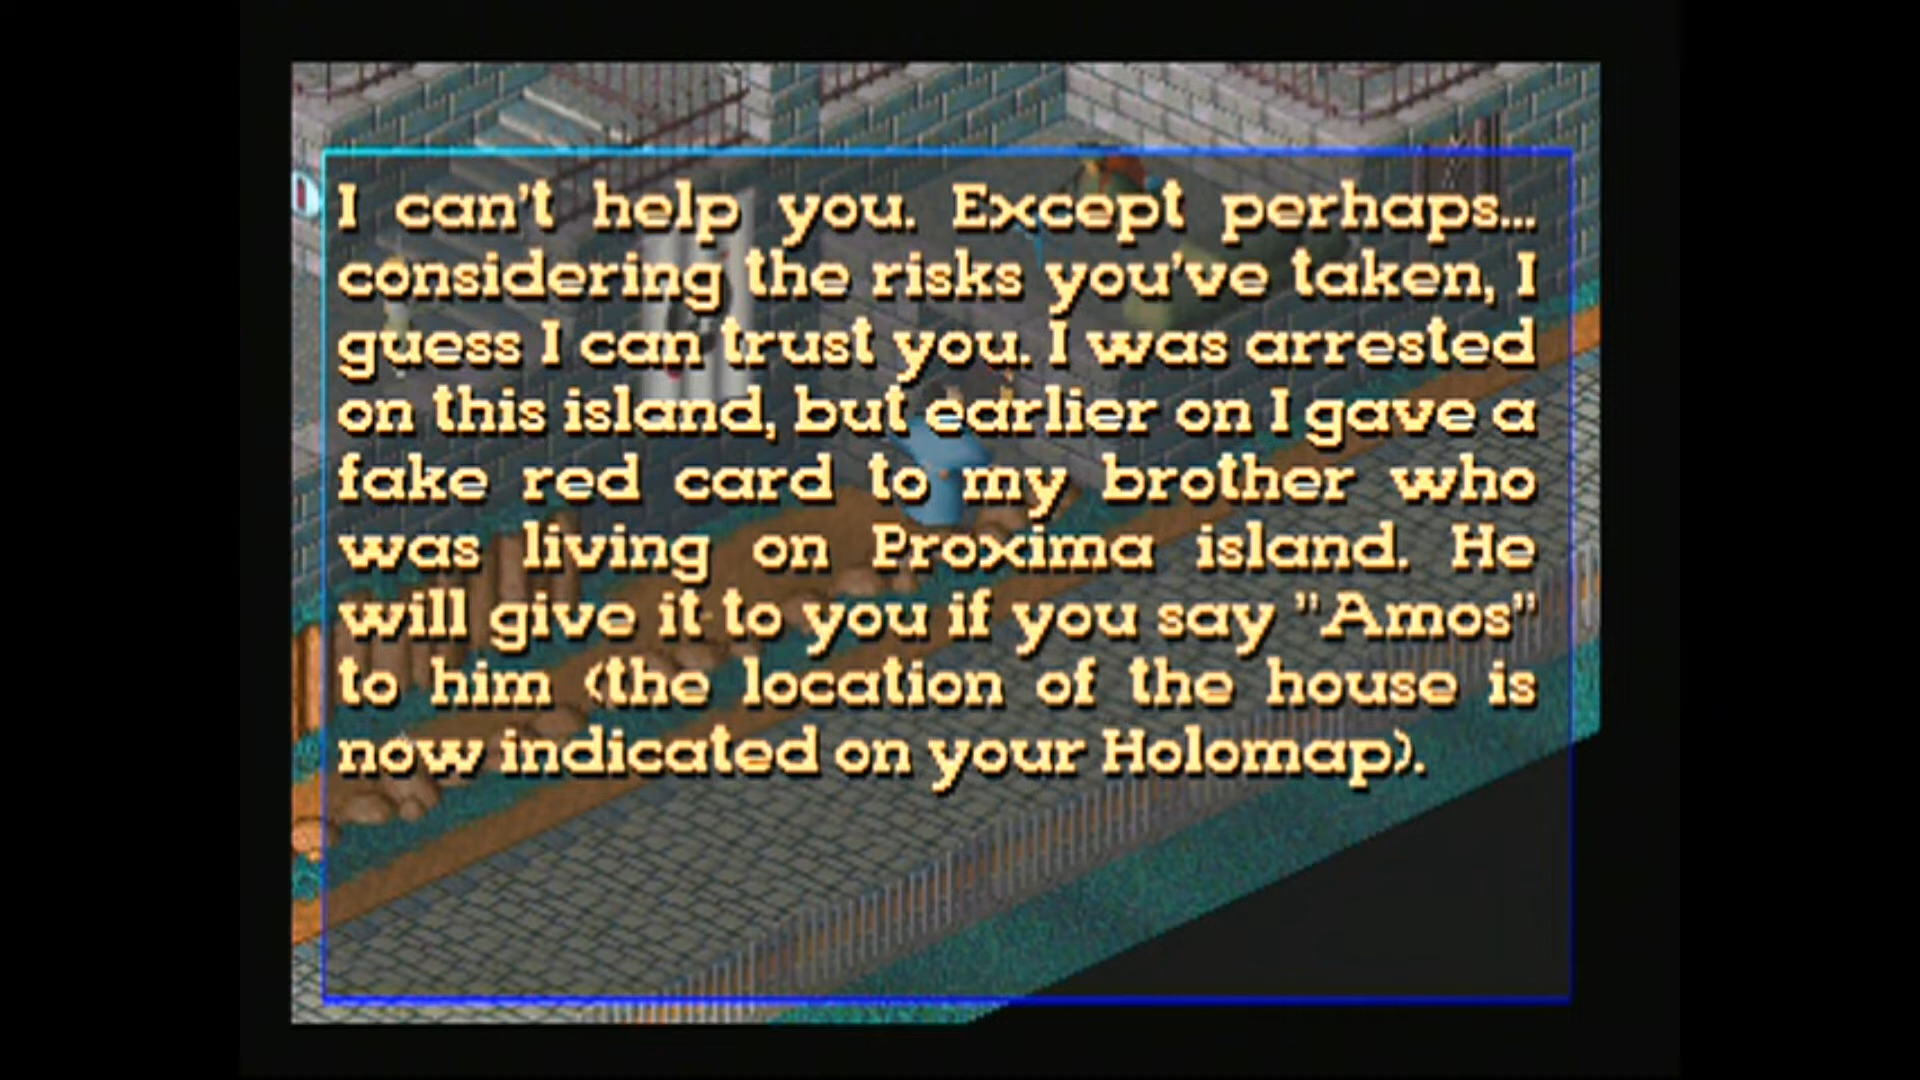 I can't help you. Except perhaps...
considering the risks you've taken, I
guess I can trust you. I was arrested
on this island, but earlier on I gave a
fake red card to my brother who
was living on Proxima island. He
will give it to you if you say "Amos"
to him (the location of the house is
now indicated on your Holomap).